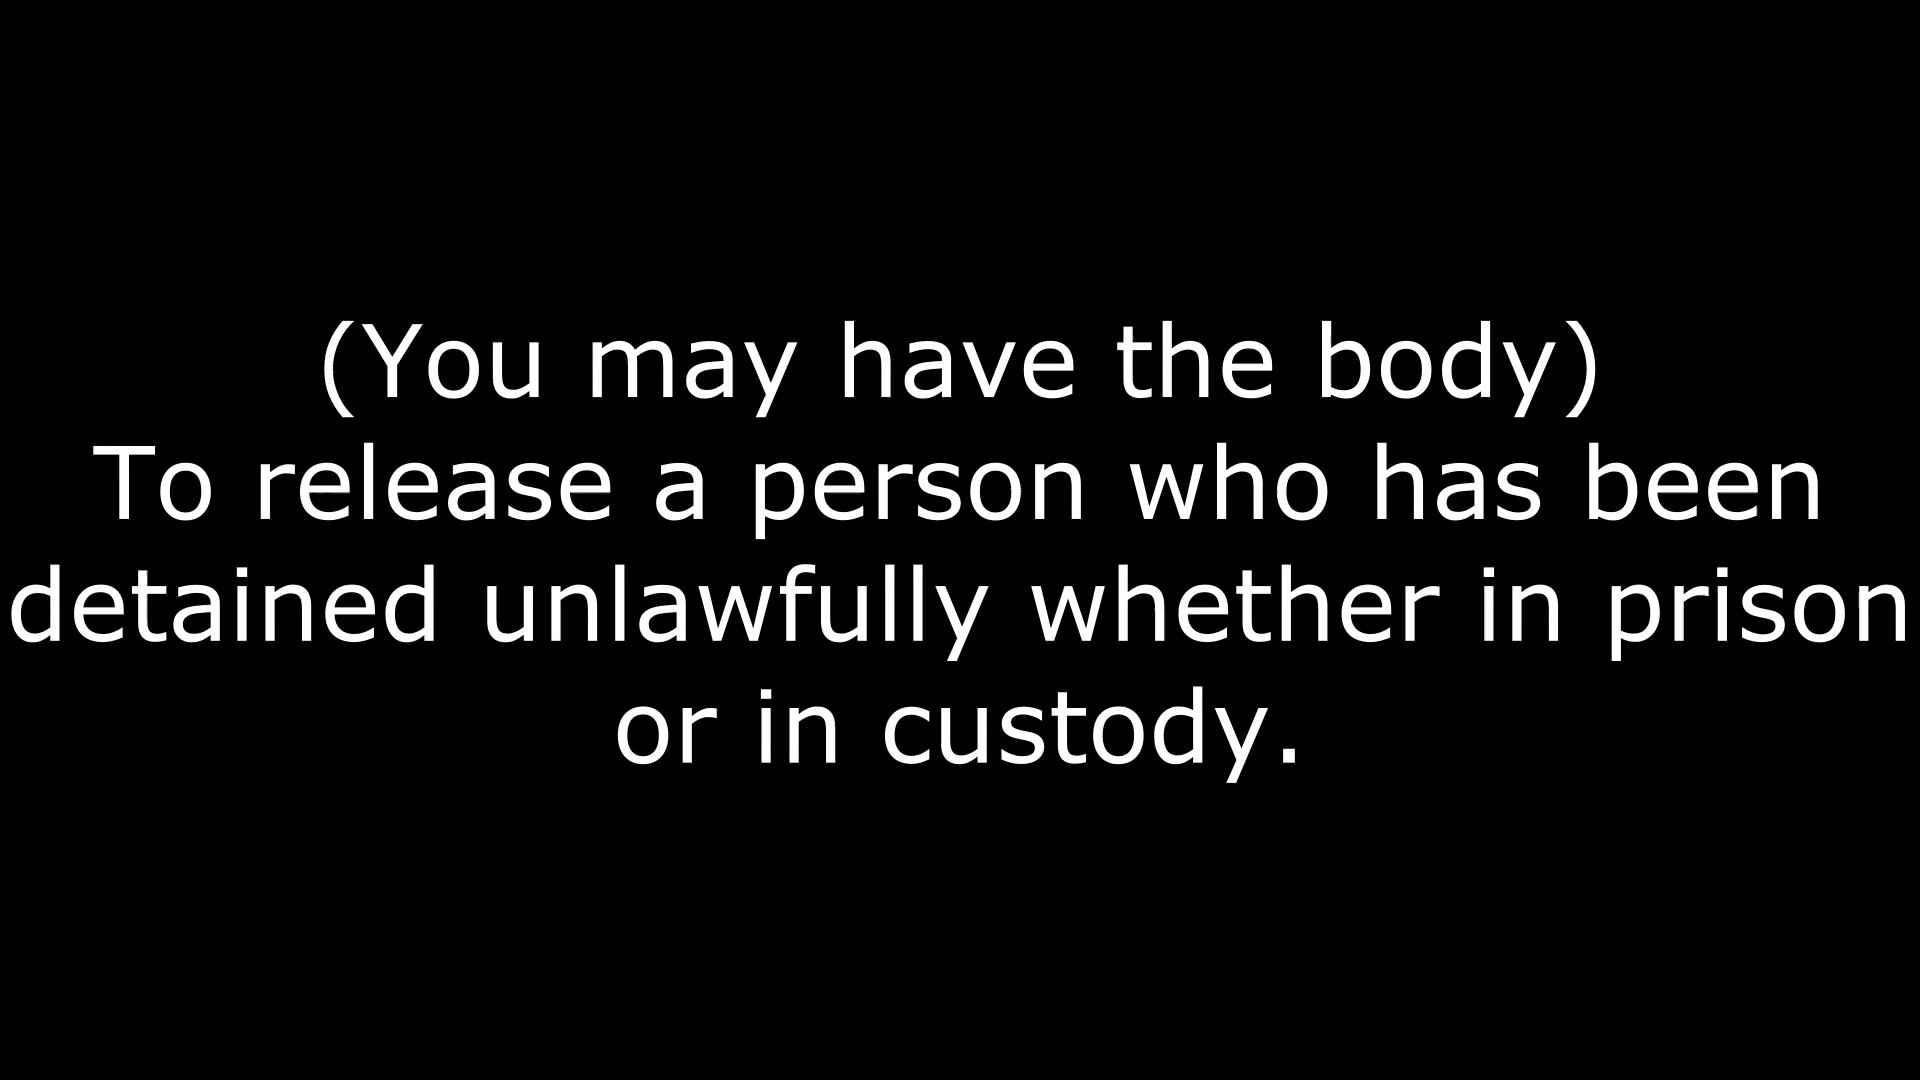 (You may have the body)
To release a person who has been
detained unlawfully whether in prison
or in custody.